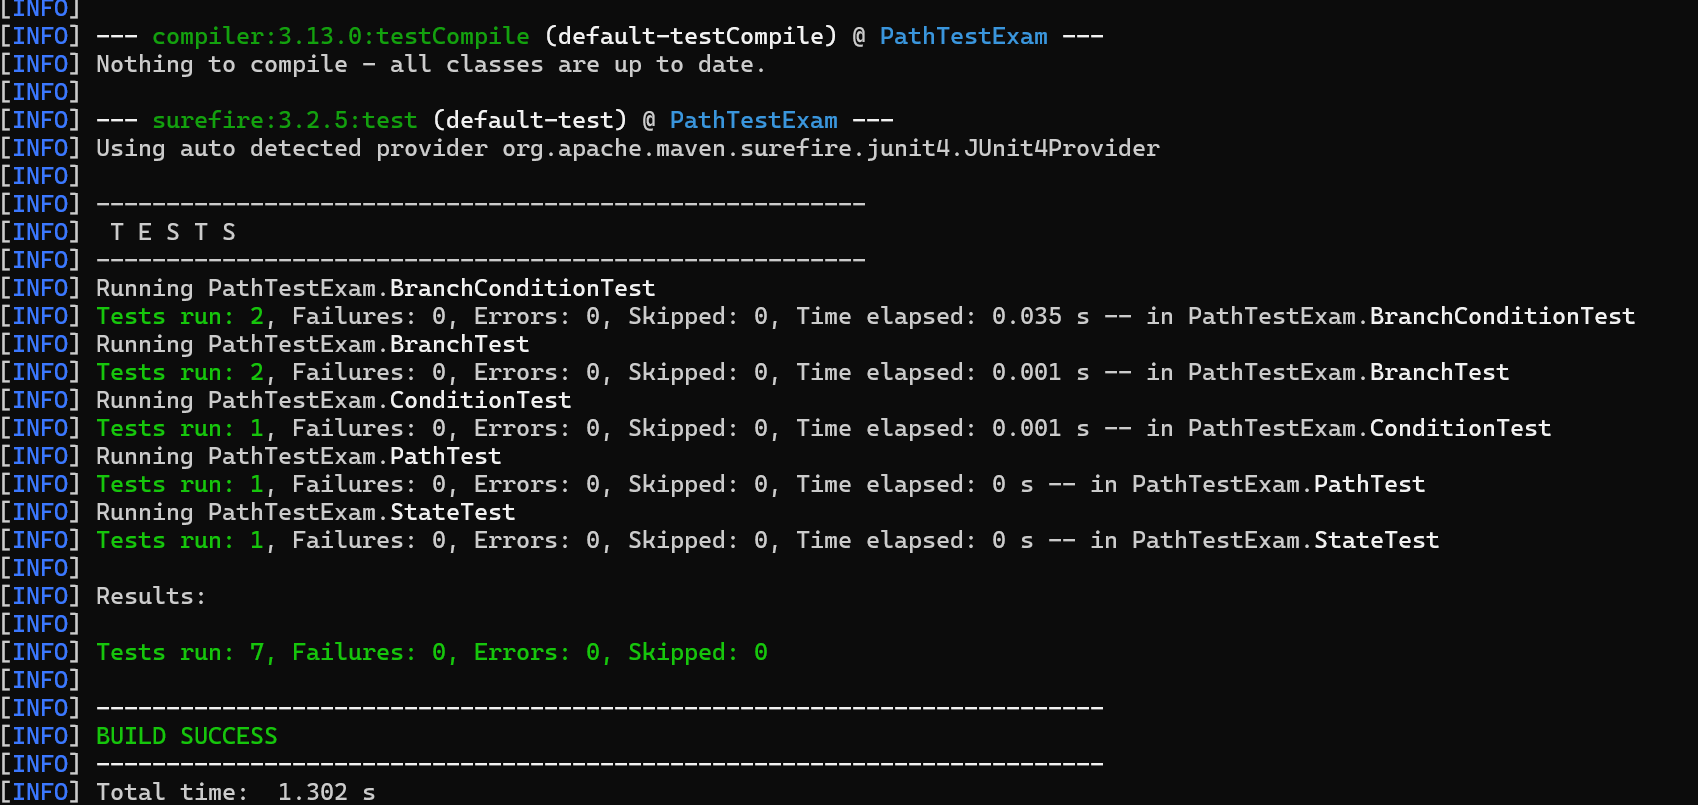 [INFO]
[INFO] --- compiler:3.13.0:testCompile (default-testCompile) @ PathTestExam ---
[INFO] Nothing to compile - all classes are up to date.
[INFO]
[INFO] --- surefire:3.2.5:test (default-test) @ PathTestExam ---
[INFO] Using auto detected provider org.apache.maven.surefire.junit4.JUnit4Provider
[INFO]
[INFO] -------------------------------------------------------
[INFO]  T E S T S
[INFO] -------------------------------------------------------
[INFO] Running PathTestExam.BranchConditionTest
[INFO] Tests run: 2, Failures: 0, Errors: 0, Skipped: 0, Time elapsed: 0.035 s -- in PathTestExam.BranchConditionTest
[INFO] Running PathTestExam.BranchTest
[INFO] Tests run: 2, Failures: 0, Errors: 0, Skipped: 0, Time elapsed: 0.001 s -- in PathTestExam.BranchTest
[INFO] Running PathTestExam.ConditionTest
[INFO] Tests run: 1, Failures: 0, Errors: 0, Skipped: 0, Time elapsed: 0.001 s -- in PathTestExam.ConditionTest
[INFO] Running PathTestExam.PathTest
[INFO] Tests run: 1, Failures: 0, Errors: 0, Skipped: 0, Time elapsed: 0 s -- in PathTestExam.PathTest
[INFO] Running PathTestExam.StateTest
[INFO] Tests run: 1, Failures: 0, Errors: 0, Skipped: 0, Time elapsed: 0 s -- in PathTestExam.StateTest
[INFO]
[INFO] Results:
[INFO]
[INFO] Tests run: 7, Failures: 0, Errors: 0, Skipped: 0
[INFO]
[INFO] ------------------------------------------------------------------------
[INFO] BUILD SUCCESS
[INFO] ------------------------------------------------------------------------
[INFO] Total time:  1.302 s